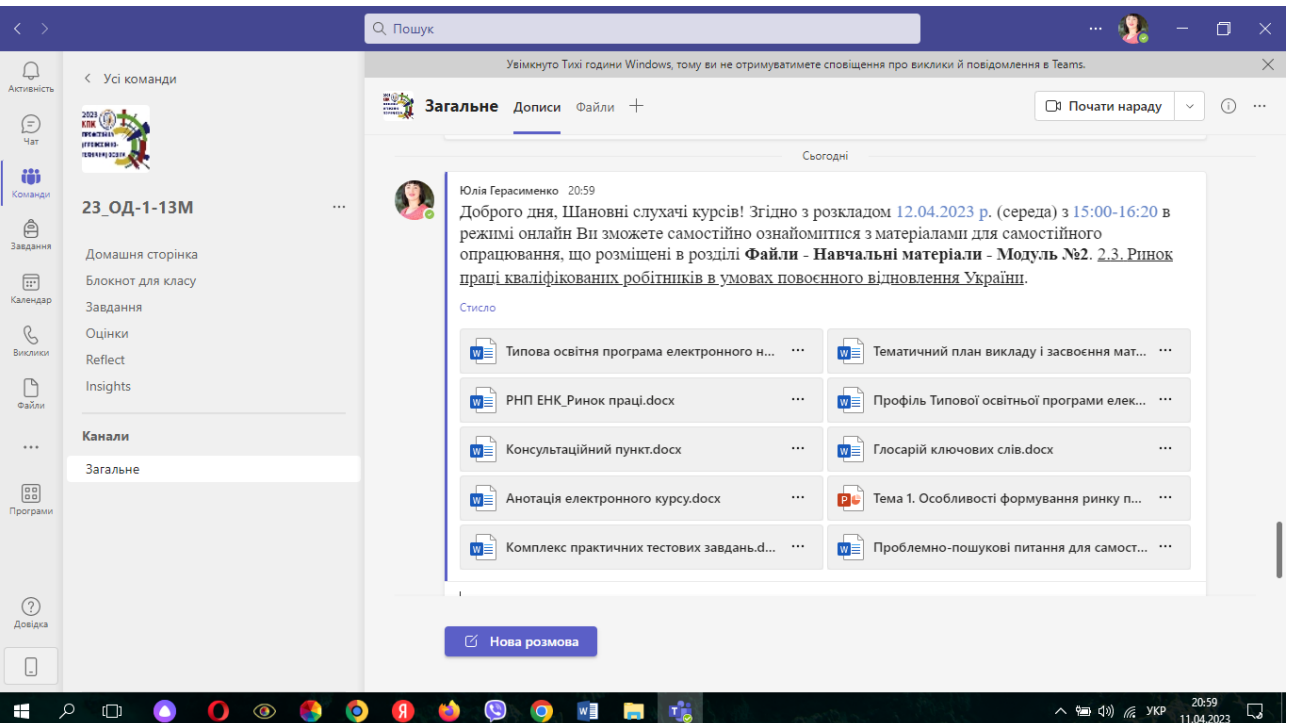 Пошук
Увімкнуто Тихі години Windows, тому ви не отримуватимете сповіщення про виклики й повідомлення в Teams.
Активність
Чат
Команди
Завдання
Календар
Виклики
Файли
Програми
Довідка
Усі команди
2023
КПК
23_ОД-1-13М
Домашня сторінка
Блокнот для класу
Завдання
Оцінки
Reflect
Insights
Канали
Загальне
Загальне Дописи Файли
Почати нараду
Сьогодні
Юлія Герасименко 20:59
Доброго дня, Шановні слухачі курсів! Згідно з розкладом 12.04.2023 р. (середа) з 15:00-16:20 в
режимі онлайн Ви зможете самостійно ознайомитися з матеріалами для самостійного
опрацювання, що розміщені в розділі Файли - Навчальні матеріали - Модуль №2. 2.3. Ринок
праці кваліфікованих робітників в умовах повоєнного відновлення України.
Стисло
Типова освітня програма електронного н...
Тематичний план викладу і засвоєння мат...
РНП ЕНК_Ринок праці.docx
Профіль Типової освітньої програми елек...
Консультаційний пункт.docx
Глосарій ключових слів.docx
Анотація електронного курсу.docx
Тема 1. Особливості формування ринку п...
Комплекс практичних тестових завдань.d...
Проблемно-пошукові питання для самост...
Нова розмова
УКР
20:59
11.04.2023